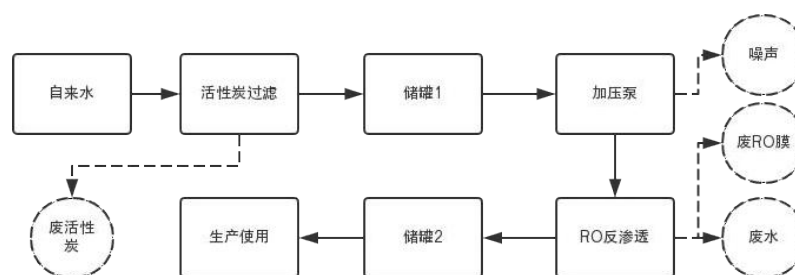 自来水
活性炭过滤
储罐1
加压泵
噪声
废RO膜
废活性
炭
生产使用
储罐2
RO反渗透
废水